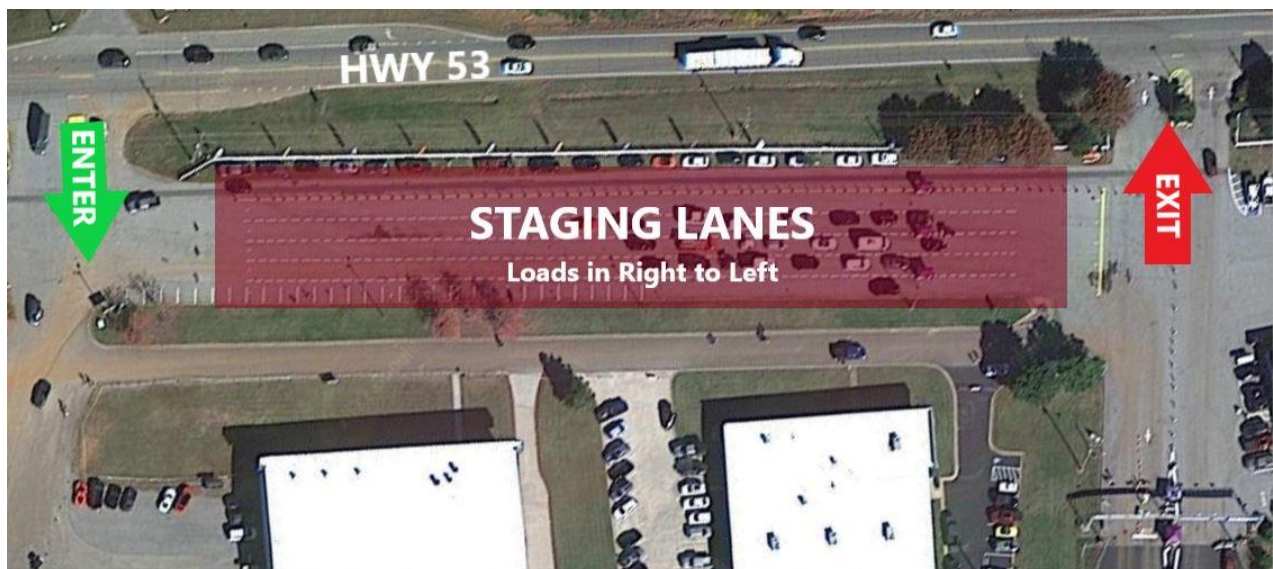 HWY 53
ENTER
STAGING LANES
Loads in Right to Left
EXIT